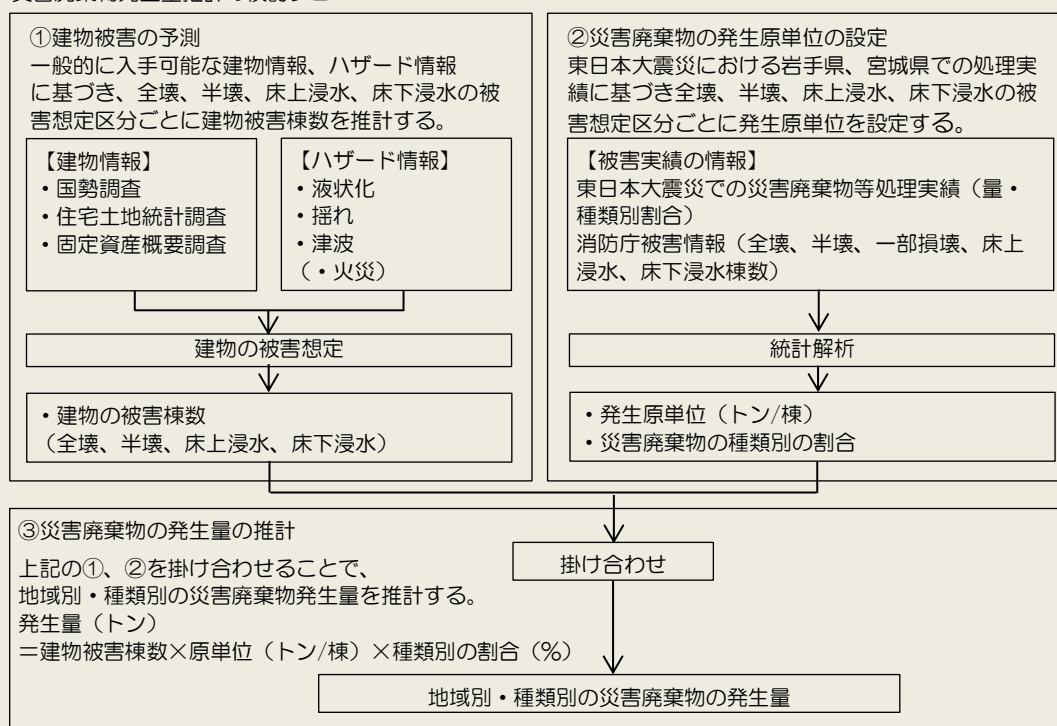 ①建物被害の予測
一般的に入手可能な建物情報、ハザード情報
に基づき、全壊、半壊、床上浸水、床下浸水の被
害想定区分ごとに建物被害棟数を推計する。
【建物情報】
・国勢調査
・住宅土地統計調査
・固定資産概要調査
【ハザード情報】
・液状化
・揺れ
・津波
(・火災)
建物の被害想定
・建物の被害棟数
(全壊、半壊、床上浸水、床下浸水)
②災害廃棄物の発生原単位の設定
東日本大震災における岩手県、宮城県での処理実
績に基づき全壊、半壊、床上浸水、床下浸水の被
害想定区分ごとに発生原単位を設定する。
【被害実績の情報】
東日本大震災での災害廃棄物等処理実績（量・
種類別割合）
消防庁被害情報（全壊、半壊、一部損壊、床上
浸水、床下浸水棟数）
統計解析
・発生原単位（トン/棟）
・災害廃棄物の種類別の割合
③災害廃棄物の発生量の推計
上記の①、②を掛け合わせることで、
地域別・種類別の災害廃棄物発生量を推計する。
発生量（トン）
＝建物被害棟数×原単位（トン/棟）×種類別の割合（%）
掛け合わせ
地域別・種類別の災害廃棄物の発生量